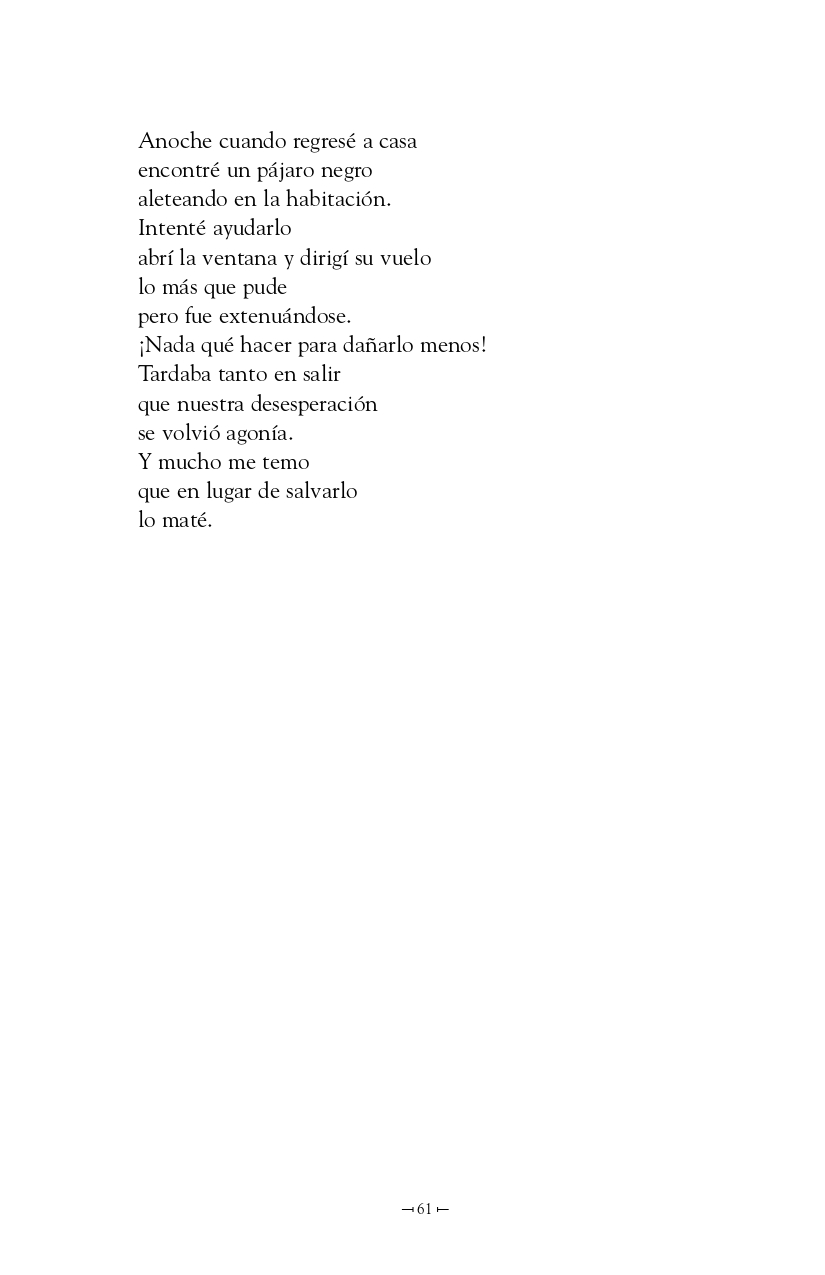 Anoche cuando regresé a casa
encontré un pájaro negro
aleteando en la habitación.
Intenté ayudarlo
abrí la ventana y dirigí su vuelo
lo más que pude
pero fue extenuándose.
¡Nada qué hacer para dañarlo menos!
Tardaba tanto en salir
que nuestra desesperación
se volvió agonía.
Y mucho me temo
que en lugar de salvarlo
lo maté.
61